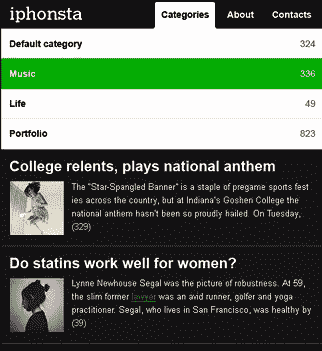 iphonsta
Categories About Contacts
Default category 324
Music 336
Life 49
Portfolio 823
College relents, plays national anthem
The "Star-Spangled Banner" is a staple of pregame sports fest
ies across the country, but at Indiana's Goshen College the
national anthem hasn't been so proudly hailed. On Tuesday,
(329)
Do statins work well for women?
Lynne Newhouse Segal was the picture of robustness. At 59,
the slim former lawyer was an avid runner, golfer and yoga
practitioner. Segal, who lives in San Francisco, was healthy by
(39)